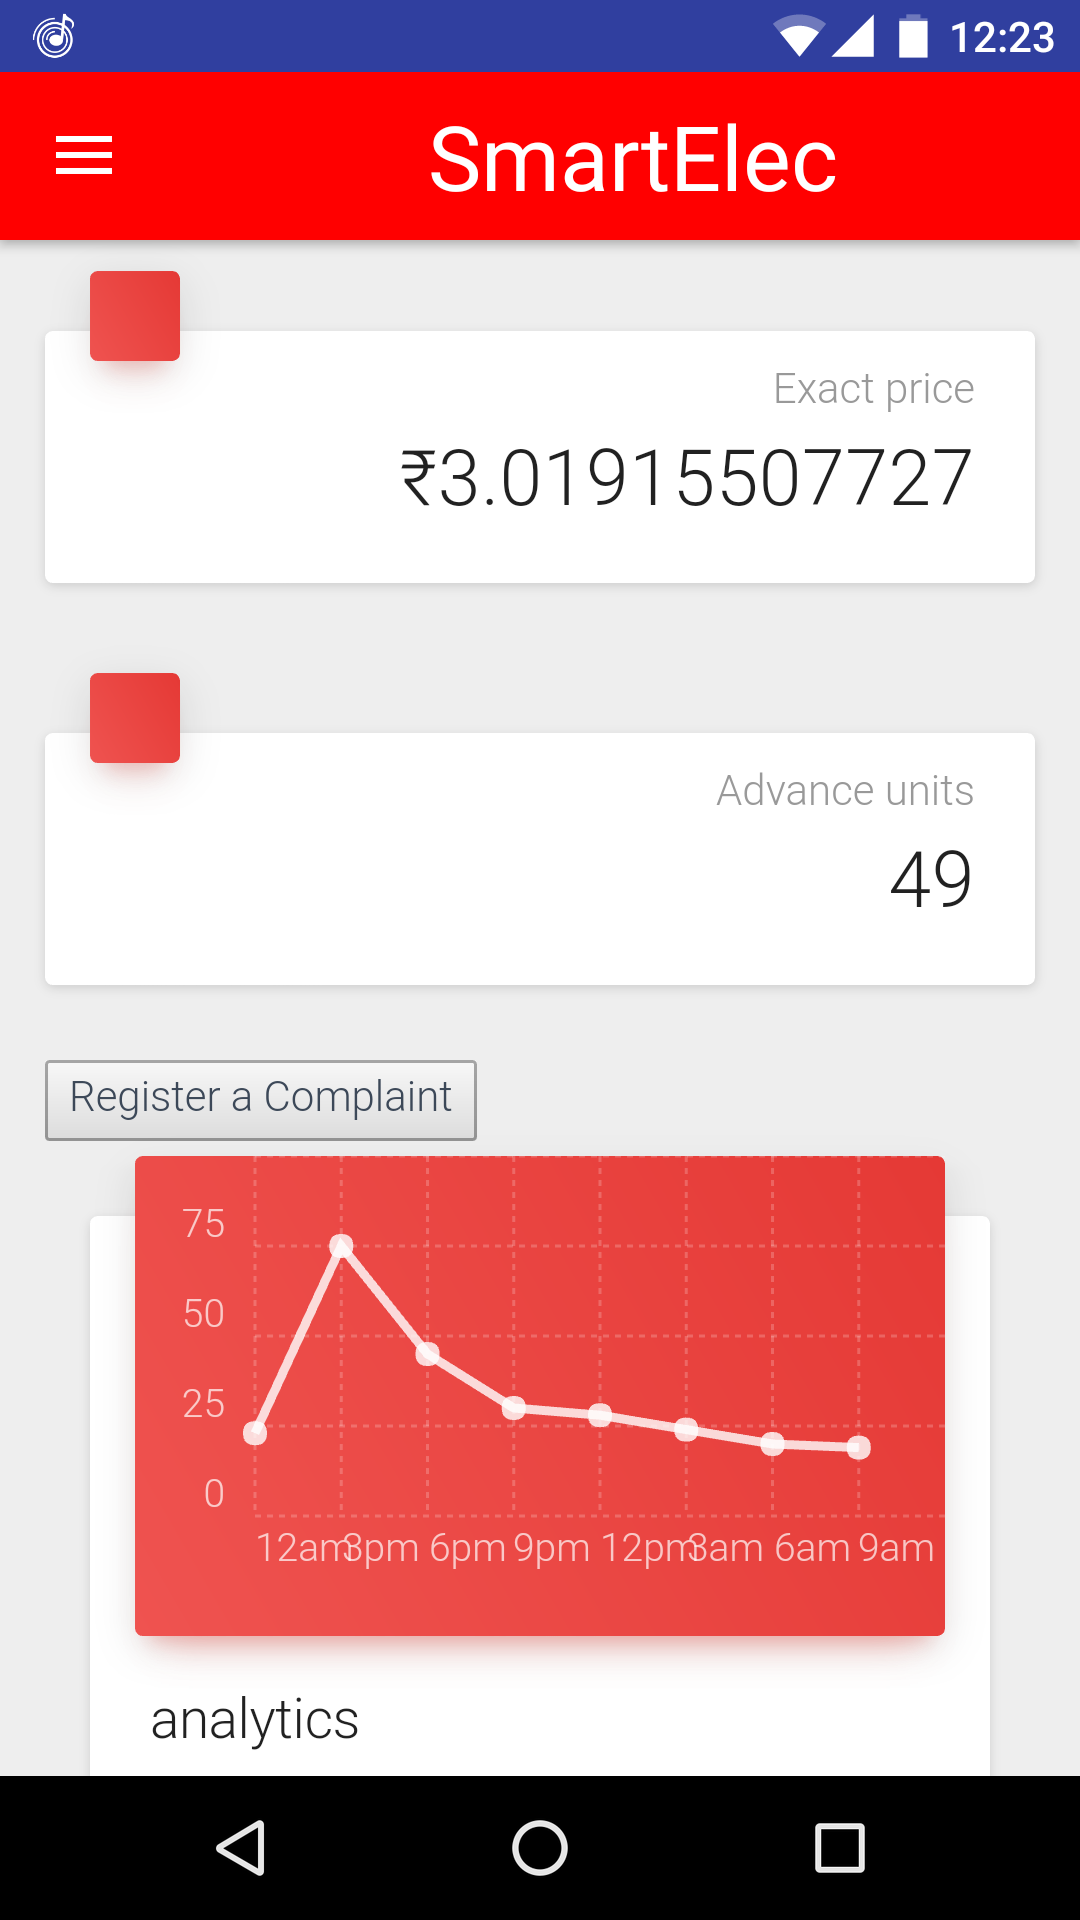 12:23
SmartElec
Exact price
₹3.01915507727
Advance units
49
Register a Complaint
75
50
25
0
12am 3pm 6pm 9pm 12pm 3am 6am 9am
analytics